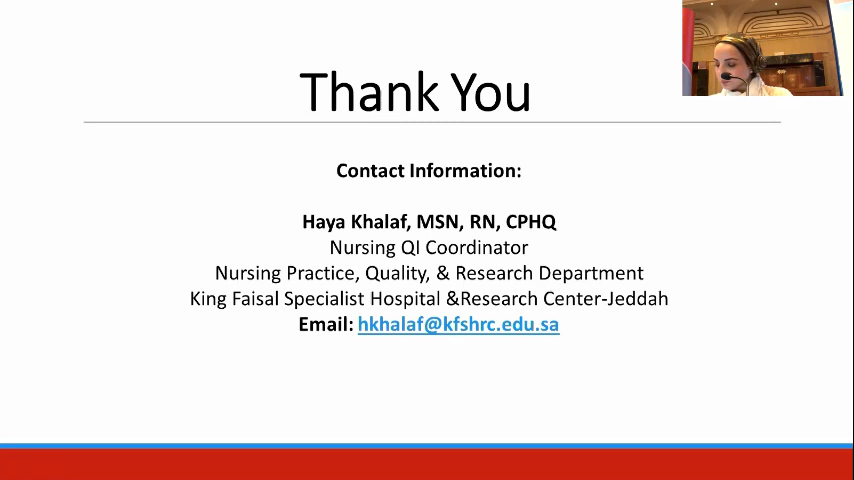 Thank You
Contact Information:
Haya Khalaf, MSN, RN, CPHQ
Nursing QI Coordinator
Nursing Practice, Quality, & Research Department
King Faisal Specialist Hospital &Research Center-Jeddah
Email: hkhalaf@kfshrc.edu.sa